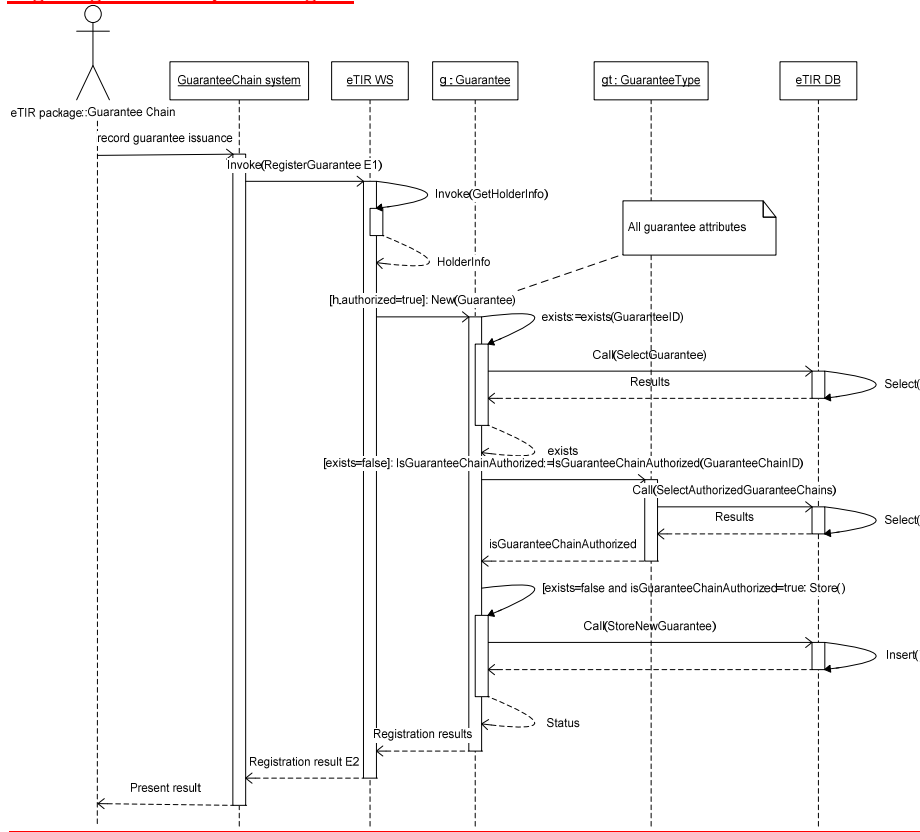 GuaranteeChain system
eTIR WS
g : Guarantee
gt : GuaranteeType
eTIR DB
eTIR package::Guarantee Chain
record guarantee issuance
Invoke(RegisterGuarantee E1)
Invoke(GetHolderInfo)
All guarantee attributes
HolderInfo
[h.authorized=true]: New(Guarantee)
exists:=exists(GuaranteeID)
Call(SelectGuarantee)
Results
Select(
exists
[exists=false]: IsGuaranteeChainAuthorized:=IsGuaranteeChainAuthorized(GuaranteeChainID)
Call(SelectAuthorizedGuaranteeChains)
Results
Select(
isGuaranteeChainAuthorized
[exists=false and isGuaranteeChainAuthorized=true: Store()
Call(StoreNewGuarantee)
Insert(
Status
Registration results
Registration result E2
Present result